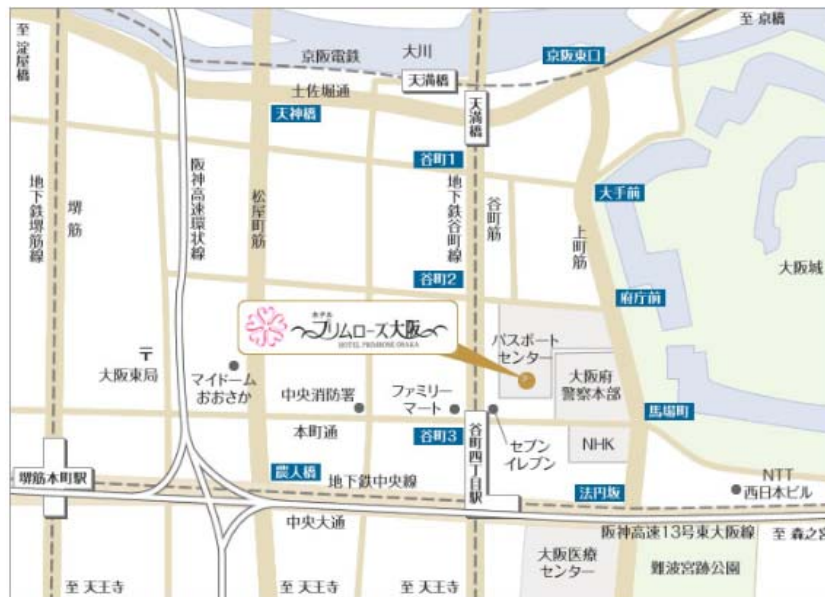 至 京橋
至 淀屋橋
京阪電鉄
大川
京阪東口
天満橋
土佐堀通
天神橋
天満橋
谷町1
地下鉄堺筋線
堺筋
阪神高速環状線
松屋町筋
地下鉄谷町線
谷町筋
大手前
上町筋
大阪城
谷町2
府庁前
ホテル
プリムローズ大阪
HOTEL PRIMROSE OSAKA
パスポート
センター
〒
大阪東局
マイドーム
おおさか
中央消防署
ファミリー
マート
大阪府
警察本部
馬場町
本町通
谷町3
谷町四丁目駅
セブン
イレブン
NHK
堺筋本町駅
農人橋
地下鉄中央線
法円坂
NTT
西日本ビル
中央大通
阪神高速13号東大阪線
至 森之宮
大阪医療
センター
難波宮跡公園
至 天王寺
至 天王寺
至 天王寺